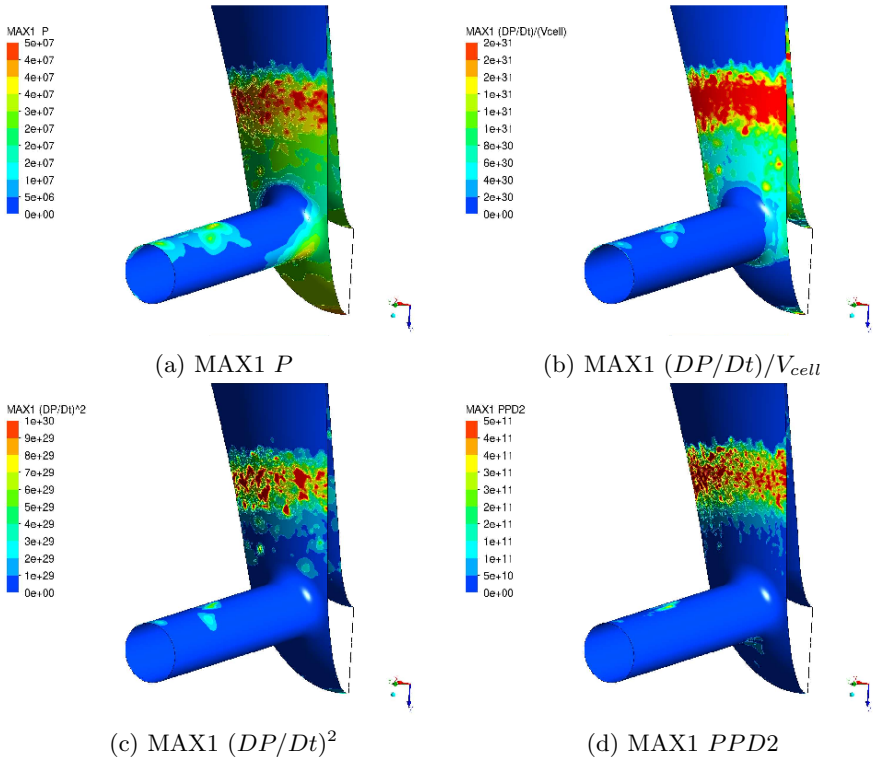 MAX1 P
5e+07
4e+07
4e+07
3e+07
2e+07
2e+07
2e+07
1e+07
1e+07
5e+06
0e+00
(a) MAX1 P
MAX1 (DP/Dt)/(Vcell)
2e+31
2e+31
2e+31
1e+31
1e+31
1e+31
8e+30
6e+30
4e+30
2e+30
0e+00
(b) MAX1 (DP/Dt)/V_{cell}
MAX1 (DP/Dt)^2
1e+30
9e+29
8e+29
7e+29
6e+29
5e+29
4e+29
3e+29
2e+29
1e+29
0e+00
(c) MAX1 (DP/Dt)²
MAX1 PPD2
5e+11
4e+11
4e+11
3e+11
3e+11
2e+11
2e+11
1e+11
1e+11
5e+10
0e+00
(d) MAX1 PPD2